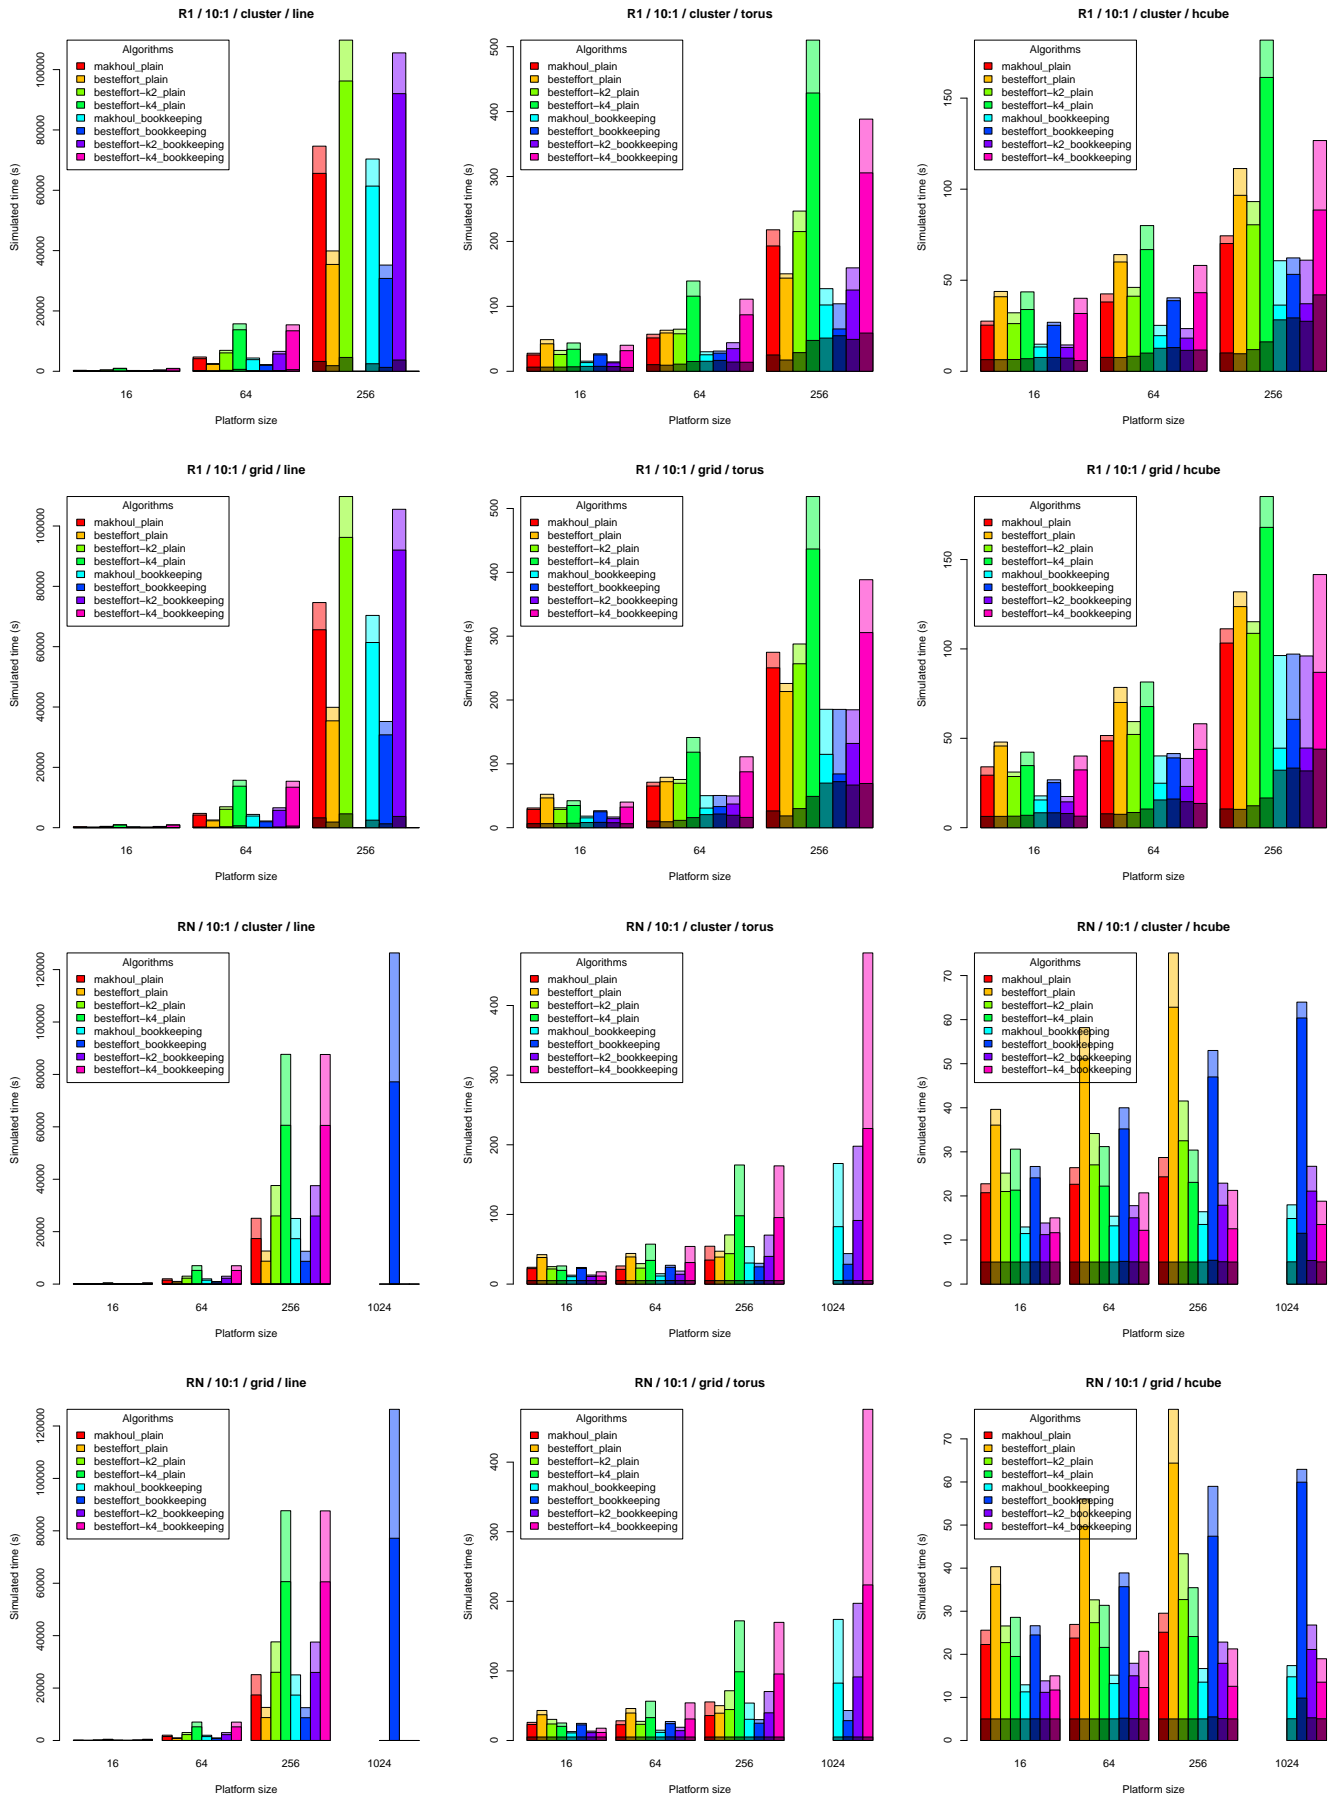 R1 / 10:1 / cluster / line
Simulated time (s)
0 20000 40000 60000 80000 100000
Algorithms
makhoul_plain
besteffort_plain
besteffort−k2_plain
besteffort−k4_plain
makhoul_bookkeeping
besteffort_bookkeeping
besteffort−k2_bookkeeping
besteffort−k4_bookkeeping
16 64 256
Platform size
R1 / 10:1 / cluster / torus
Simulated time (s)
0 100 200 300 400 500
Algorithms
makhoul_plain
besteffort_plain
besteffort−k2_plain
besteffort−k4_plain
makhoul_bookkeeping
besteffort_bookkeeping
besteffort−k2_bookkeeping
besteffort−k4_bookkeeping
16 64 256
Platform size
R1 / 10:1 / cluster / hcube
Simulated time (s)
0 50 100 150
Algorithms
makhoul_plain
besteffort_plain
besteffort−k2_plain
besteffort−k4_plain
makhoul_bookkeeping
besteffort_bookkeeping
besteffort−k2_bookkeeping
besteffort−k4_bookkeeping
16 64 256
Platform size
R1 / 10:1 / grid / line
Simulated time (s)
0 20000 40000 60000 80000 100000
Algorithms
makhoul_plain
besteffort_plain
besteffort−k2_plain
besteffort−k4_plain
makhoul_bookkeeping
besteffort_bookkeeping
besteffort−k2_bookkeeping
besteffort−k4_bookkeeping
16 64 256
Platform size
R1 / 10:1 / grid / torus
Simulated time (s)
0 100 200 300 400 500
Algorithms
makhoul_plain
besteffort_plain
besteffort−k2_plain
besteffort−k4_plain
makhoul_bookkeeping
besteffort_bookkeeping
besteffort−k2_bookkeeping
besteffort−k4_bookkeeping
16 64 256
Platform size
R1 / 10:1 / grid / hcube
Simulated time (s)
0 50 100 150
Algorithms
makhoul_plain
besteffort_plain
besteffort−k2_plain
besteffort−k4_plain
makhoul_bookkeeping
besteffort_bookkeeping
besteffort−k2_bookkeeping
besteffort−k4_bookkeeping
16 64 256
Platform size
RN / 10:1 / cluster / line
Simulated time (s)
0 20000 40000 60000 80000 100000 120000
Algorithms
makhoul_plain
besteffort_plain
besteffort−k2_plain
besteffort−k4_plain
makhoul_bookkeeping
besteffort_bookkeeping
besteffort−k2_bookkeeping
besteffort−k4_bookkeeping
16 64 256 1024
Platform size
RN / 10:1 / cluster / torus
Simulated time (s)
0 100 200 300 400
Algorithms
makhoul_plain
besteffort_plain
besteffort−k2_plain
besteffort−k4_plain
makhoul_bookkeeping
besteffort_bookkeeping
besteffort−k2_bookkeeping
besteffort−k4_bookkeeping
16 64 256 1024
Platform size
RN / 10:1 / cluster / hcube
Simulated time (s)
0 10 20 30 40 50 60 70
Algorithms
makhoul_plain
besteffort_plain
besteffort−k2_plain
besteffort−k4_plain
makhoul_bookkeeping
besteffort_bookkeeping
besteffort−k2_bookkeeping
besteffort−k4_bookkeeping
16 64 256 1024
Platform size
RN / 10:1 / grid / line
Simulated time (s)
0 20000 40000 60000 80000 100000 120000
Algorithms
makhoul_plain
besteffort_plain
besteffort−k2_plain
besteffort−k4_plain
makhoul_bookkeeping
besteffort_bookkeeping
besteffort−k2_bookkeeping
besteffort−k4_bookkeeping
16 64 256 1024
Platform size
RN / 10:1 / grid / torus
Simulated time (s)
0 100 200 300 400
Algorithms
makhoul_plain
besteffort_plain
besteffort−k2_plain
besteffort−k4_plain
makhoul_bookkeeping
besteffort_bookkeeping
besteffort−k2_bookkeeping
besteffort−k4_bookkeeping
16 64 256 1024
Platform size
RN / 10:1 / grid / hcube
Simulated time (s)
0 10 20 30 40 50 60 70
Algorithms
makhoul_plain
besteffort_plain
besteffort−k2_plain
besteffort−k4_plain
makhoul_bookkeeping
besteffort_bookkeeping
besteffort−k2_bookkeeping
besteffort−k4_bookkeeping
16 64 256 1024
Platform size